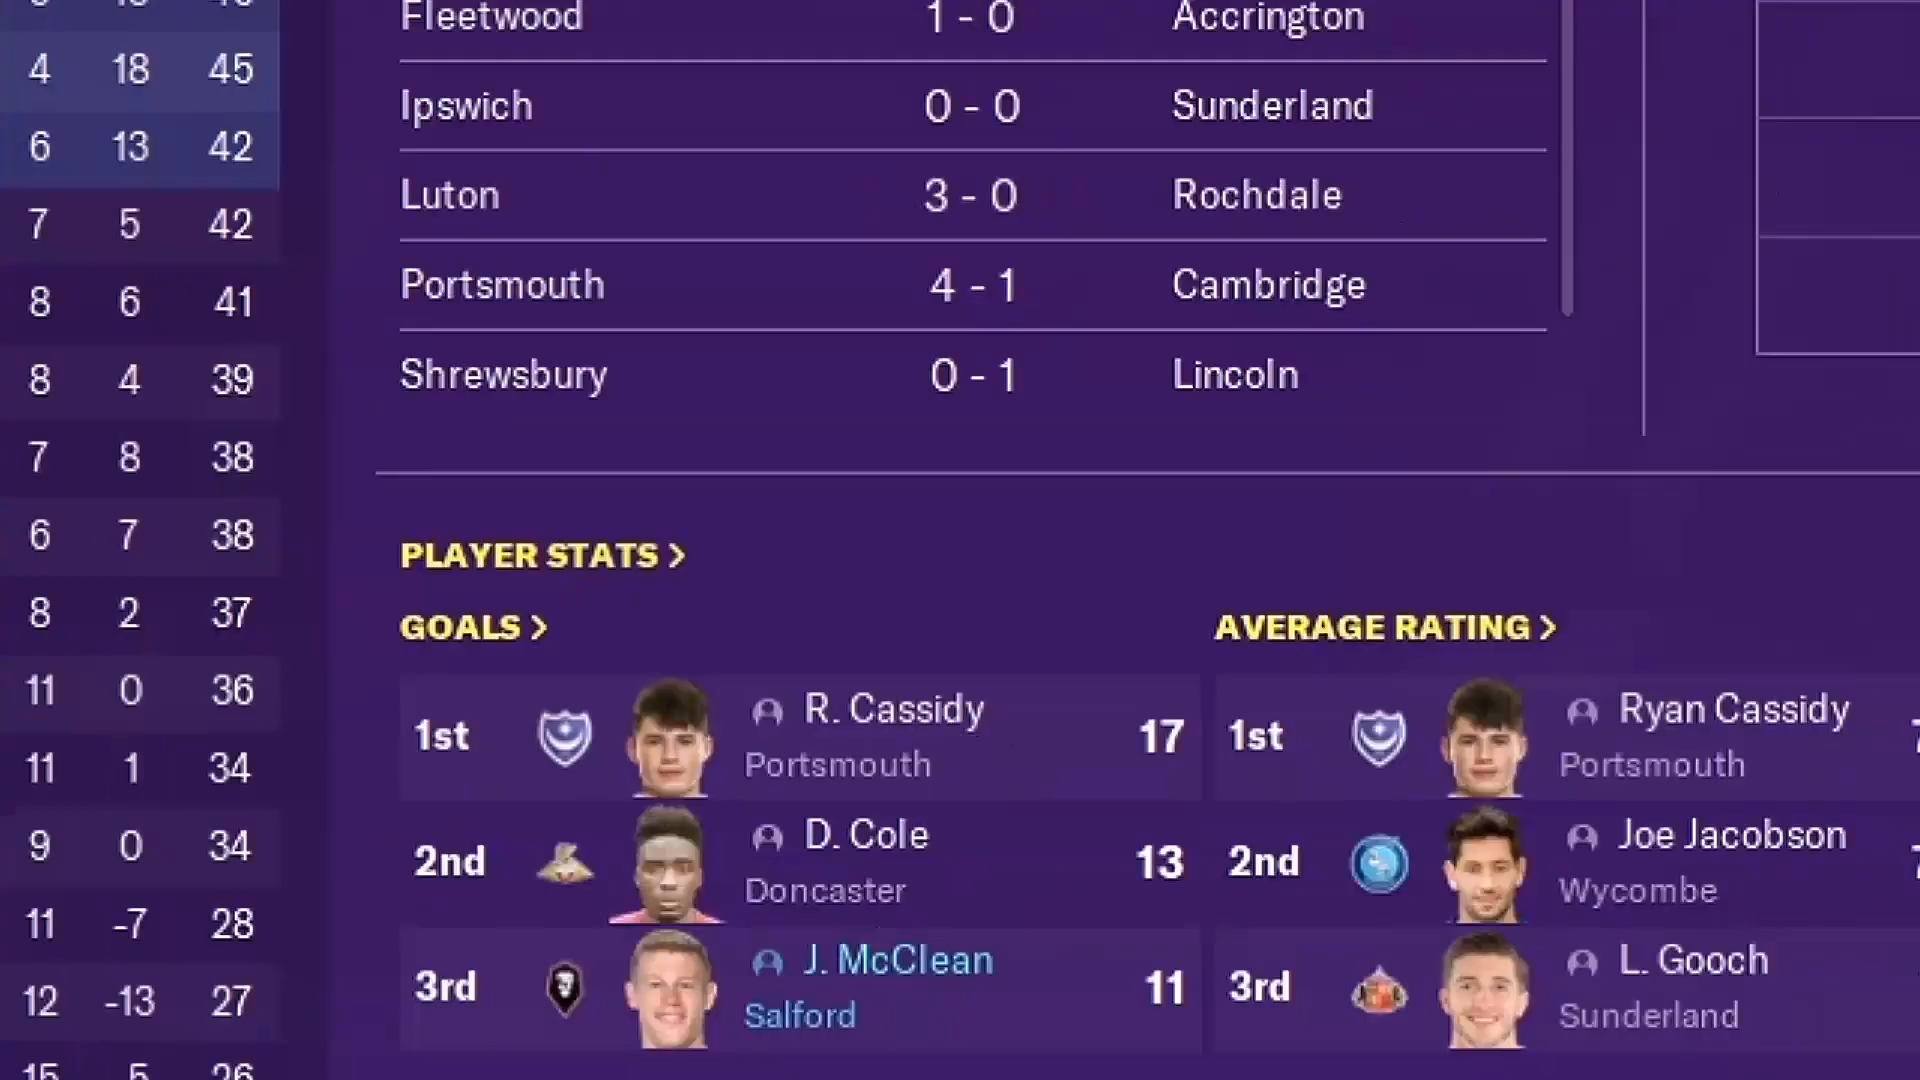 4 18 45
6 13 42
7 5 42
8 6 41
8 4 39
7 8 38
6 7 38
8 2 37
11 0 36
11 1 34
9 0 34
11 -7 28
12 -13 27
15 26
Fleetwood 1 - 0 Accrington
Ipswich 0 - 0 Sunderland
Luton 3 - 0 Rochdale
Portsmouth 4 - 1 Cambridge
Shrewsbury 0 - 1 Lincoln
PLAYER STATS >
GOALS >
1st R. Cassidy 17
Portsmouth
2nd D. Cole 13
Doncaster
3rd J. McClean 11
Salford
AVERAGE RATING >
1st Ryan Cassidy
Portsmouth
2nd Joe Jacobson
Wycombe
3rd L. Gooch
Sunderland